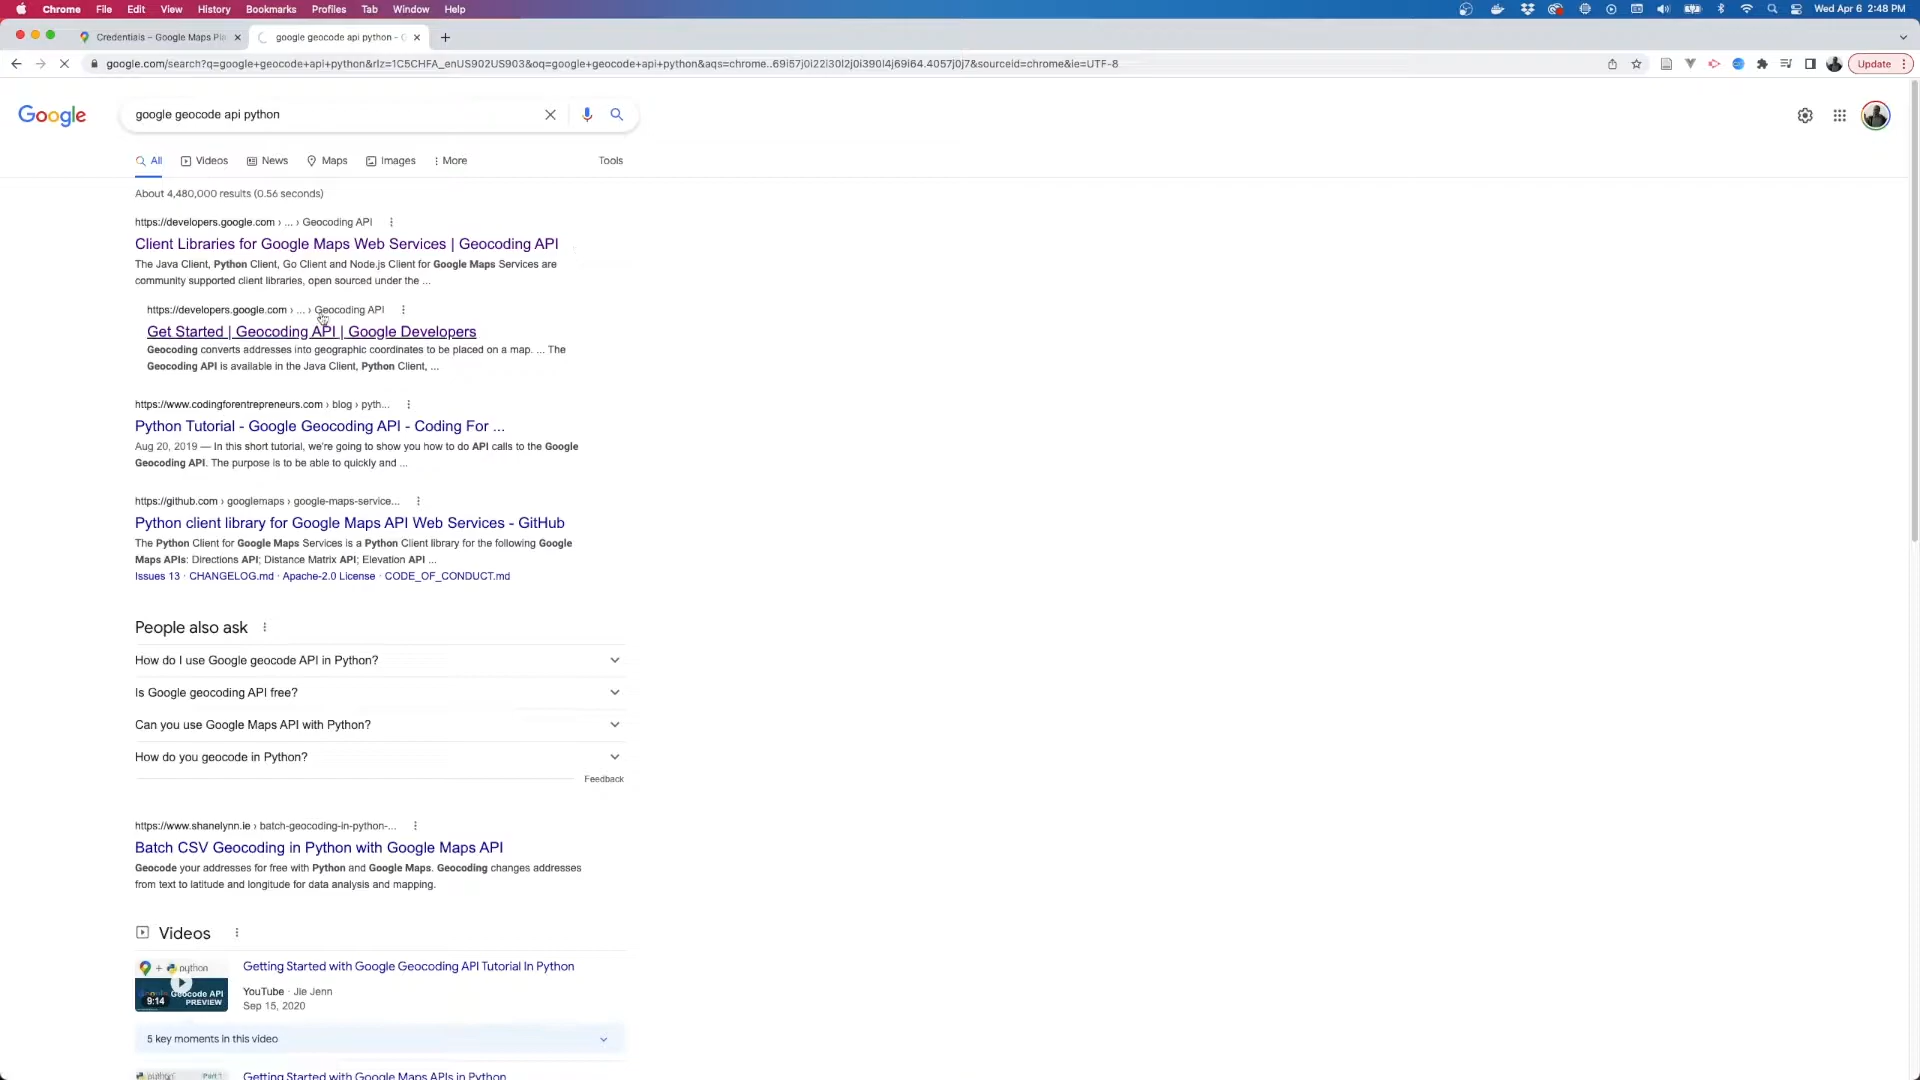 Chrome File Edit View History Bookmarks Profiles Tab Window Help Wed Apr 6 2:48 PM
Credentials – Google Maps Pla google geocode api python - G
google.com/search?q=google+geocode+api+python&rlz=1C5CHFA_enUS902US903&oq=google+geocode+api+python&aqs=chrome..69i57j0i22i30l2j0i390l4j69i64.4057j0j7&sourceid=chrome&ie=UTF-8 Update
Google google geocode api python
All Videos News Maps Images More Tools
About 4,480,000 results (0.56 seconds)
https://developers.google.com › ... › Geocoding API
Client Libraries for Google Maps Web Services | Geocoding API
The Java Client, Python Client, Go Client and Node.js Client for Google Maps Services are
community supported client libraries, open sourced under the ...
https://developers.google.com › ... › Geocoding API
Get Started | Geocoding API | Google Developers
Geocoding converts addresses into geographic coordinates to be placed on a map. ... The
Geocoding API is available in the Java Client, Python Client, ...
https://www.codingforentrepreneurs.com › blog › pyth...
Python Tutorial - Google Geocoding API - Coding For ...
Aug 20, 2019 — In this short tutorial, we're going to show you how to do API calls to the Google
Geocoding API. The purpose is to be able to quickly and ...
https://github.com › googlemaps › google-maps-service...
Python client library for Google Maps API Web Services - GitHub
The Python Client for Google Maps Services is a Python Client library for the following Google
Maps APIs: Directions API; Distance Matrix API; Elevation API ...
Issues 13 · CHANGELOG.md · Apache-2.0 License · CODE_OF_CONDUCT.md
People also ask
How do I use Google geocode API in Python?
Is Google geocoding API free?
Can you use Google Maps API with Python?
How do you geocode in Python?
Feedback
https://www.shanelynn.ie › batch-geocoding-in-python-...
Batch CSV Geocoding in Python with Google Maps API
Geocode your addresses for free with Python and Google Maps. Geocoding changes addresses
from text to latitude and longitude for data analysis and mapping.
Videos
+ python
Geocode API
PREVIEW
9:14
Getting Started with Google Geocoding API Tutorial In Python
YouTube · Jie Jenn
Sep 15, 2020
5 key moments in this video
python Part 1
Getting Started with Google Maps APIs in Python